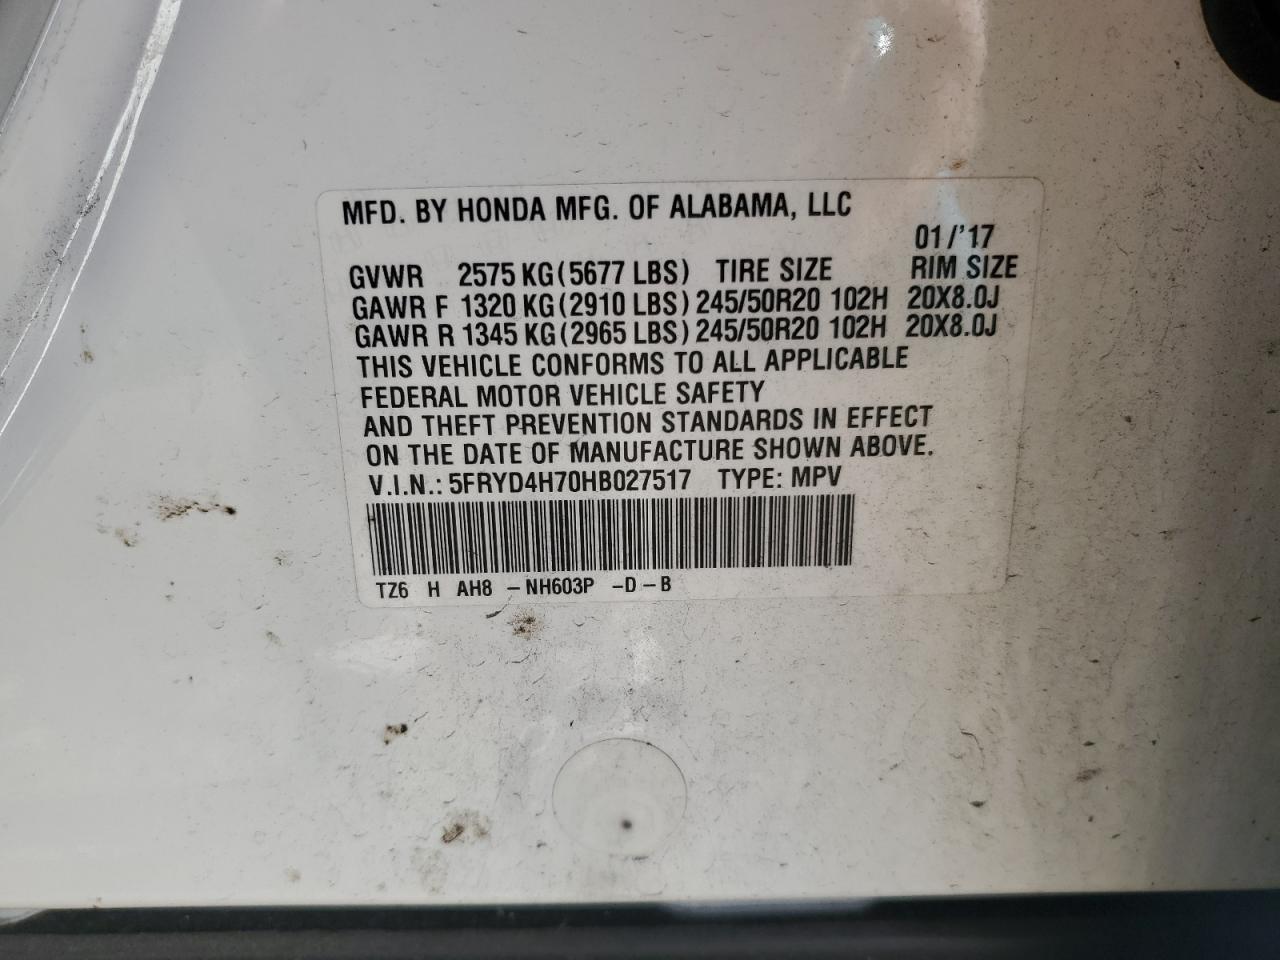 MFD. BY HONDA MFG. OF ALABAMA, LLC
01/'17
GVWR 2575 KG (5677 LBS) TIRE SIZE RIM SIZE
GAWR F 1320 KG (2910 LBS) 245/50R20 102H 20X8.0J
GAWR R 1345 KG (2965 LBS) 245/50R20 102H 20X8.0J
THIS VEHICLE CONFORMS TO ALL APPLICABLE
FEDERAL MOTOR VEHICLE SAFETY
AND THEFT PREVENTION STANDARDS IN EFFECT
ON THE DATE OF MANUFACTURE SHOWN ABOVE.
V.I.N.: 5FRYD4H70HB027517 TYPE: MPV
TZ6 H AH8 – NH603P –D – B